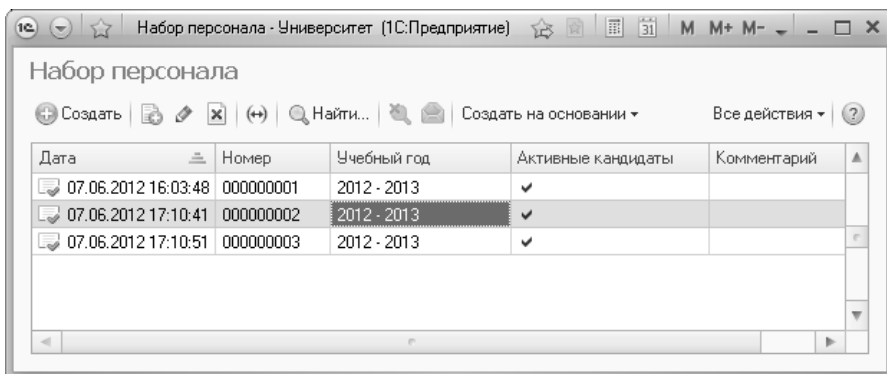 1С Набор персонала - Университет (1С:Предприятие) 31 M M+ M-
Набор персонала
Создать Найти... Создать на основании Все действия ?
Дата Номер Учебный год Активные кандидаты Комментарий
07.06.2012 16:03:48 000000001 2012 - 2013
07.06.2012 17:10:41 000000002 2012 - 2013
07.06.2012 17:10:51 000000003 2012 - 2013